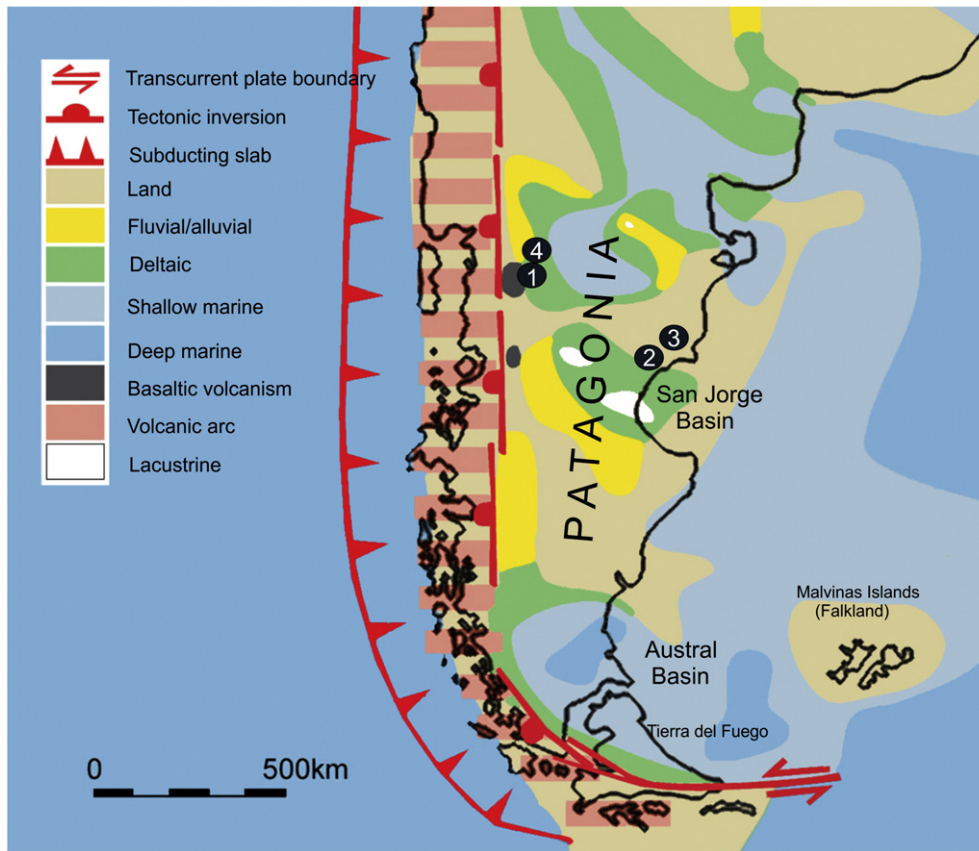 Transcurrent plate boundary
Tectonic inversion
Subducting slab
Land
Fluvial/alluvial
Deltaic
Shallow marine
Deep marine
Basaltic volcanism
Volcanic arc
Lacustrine
4
1
PATAGONIA
3
2
San Jorge
Basin
Malvinas Islands
(Falkland)
Austral
Basin
Tierra del Fuego
0 500km